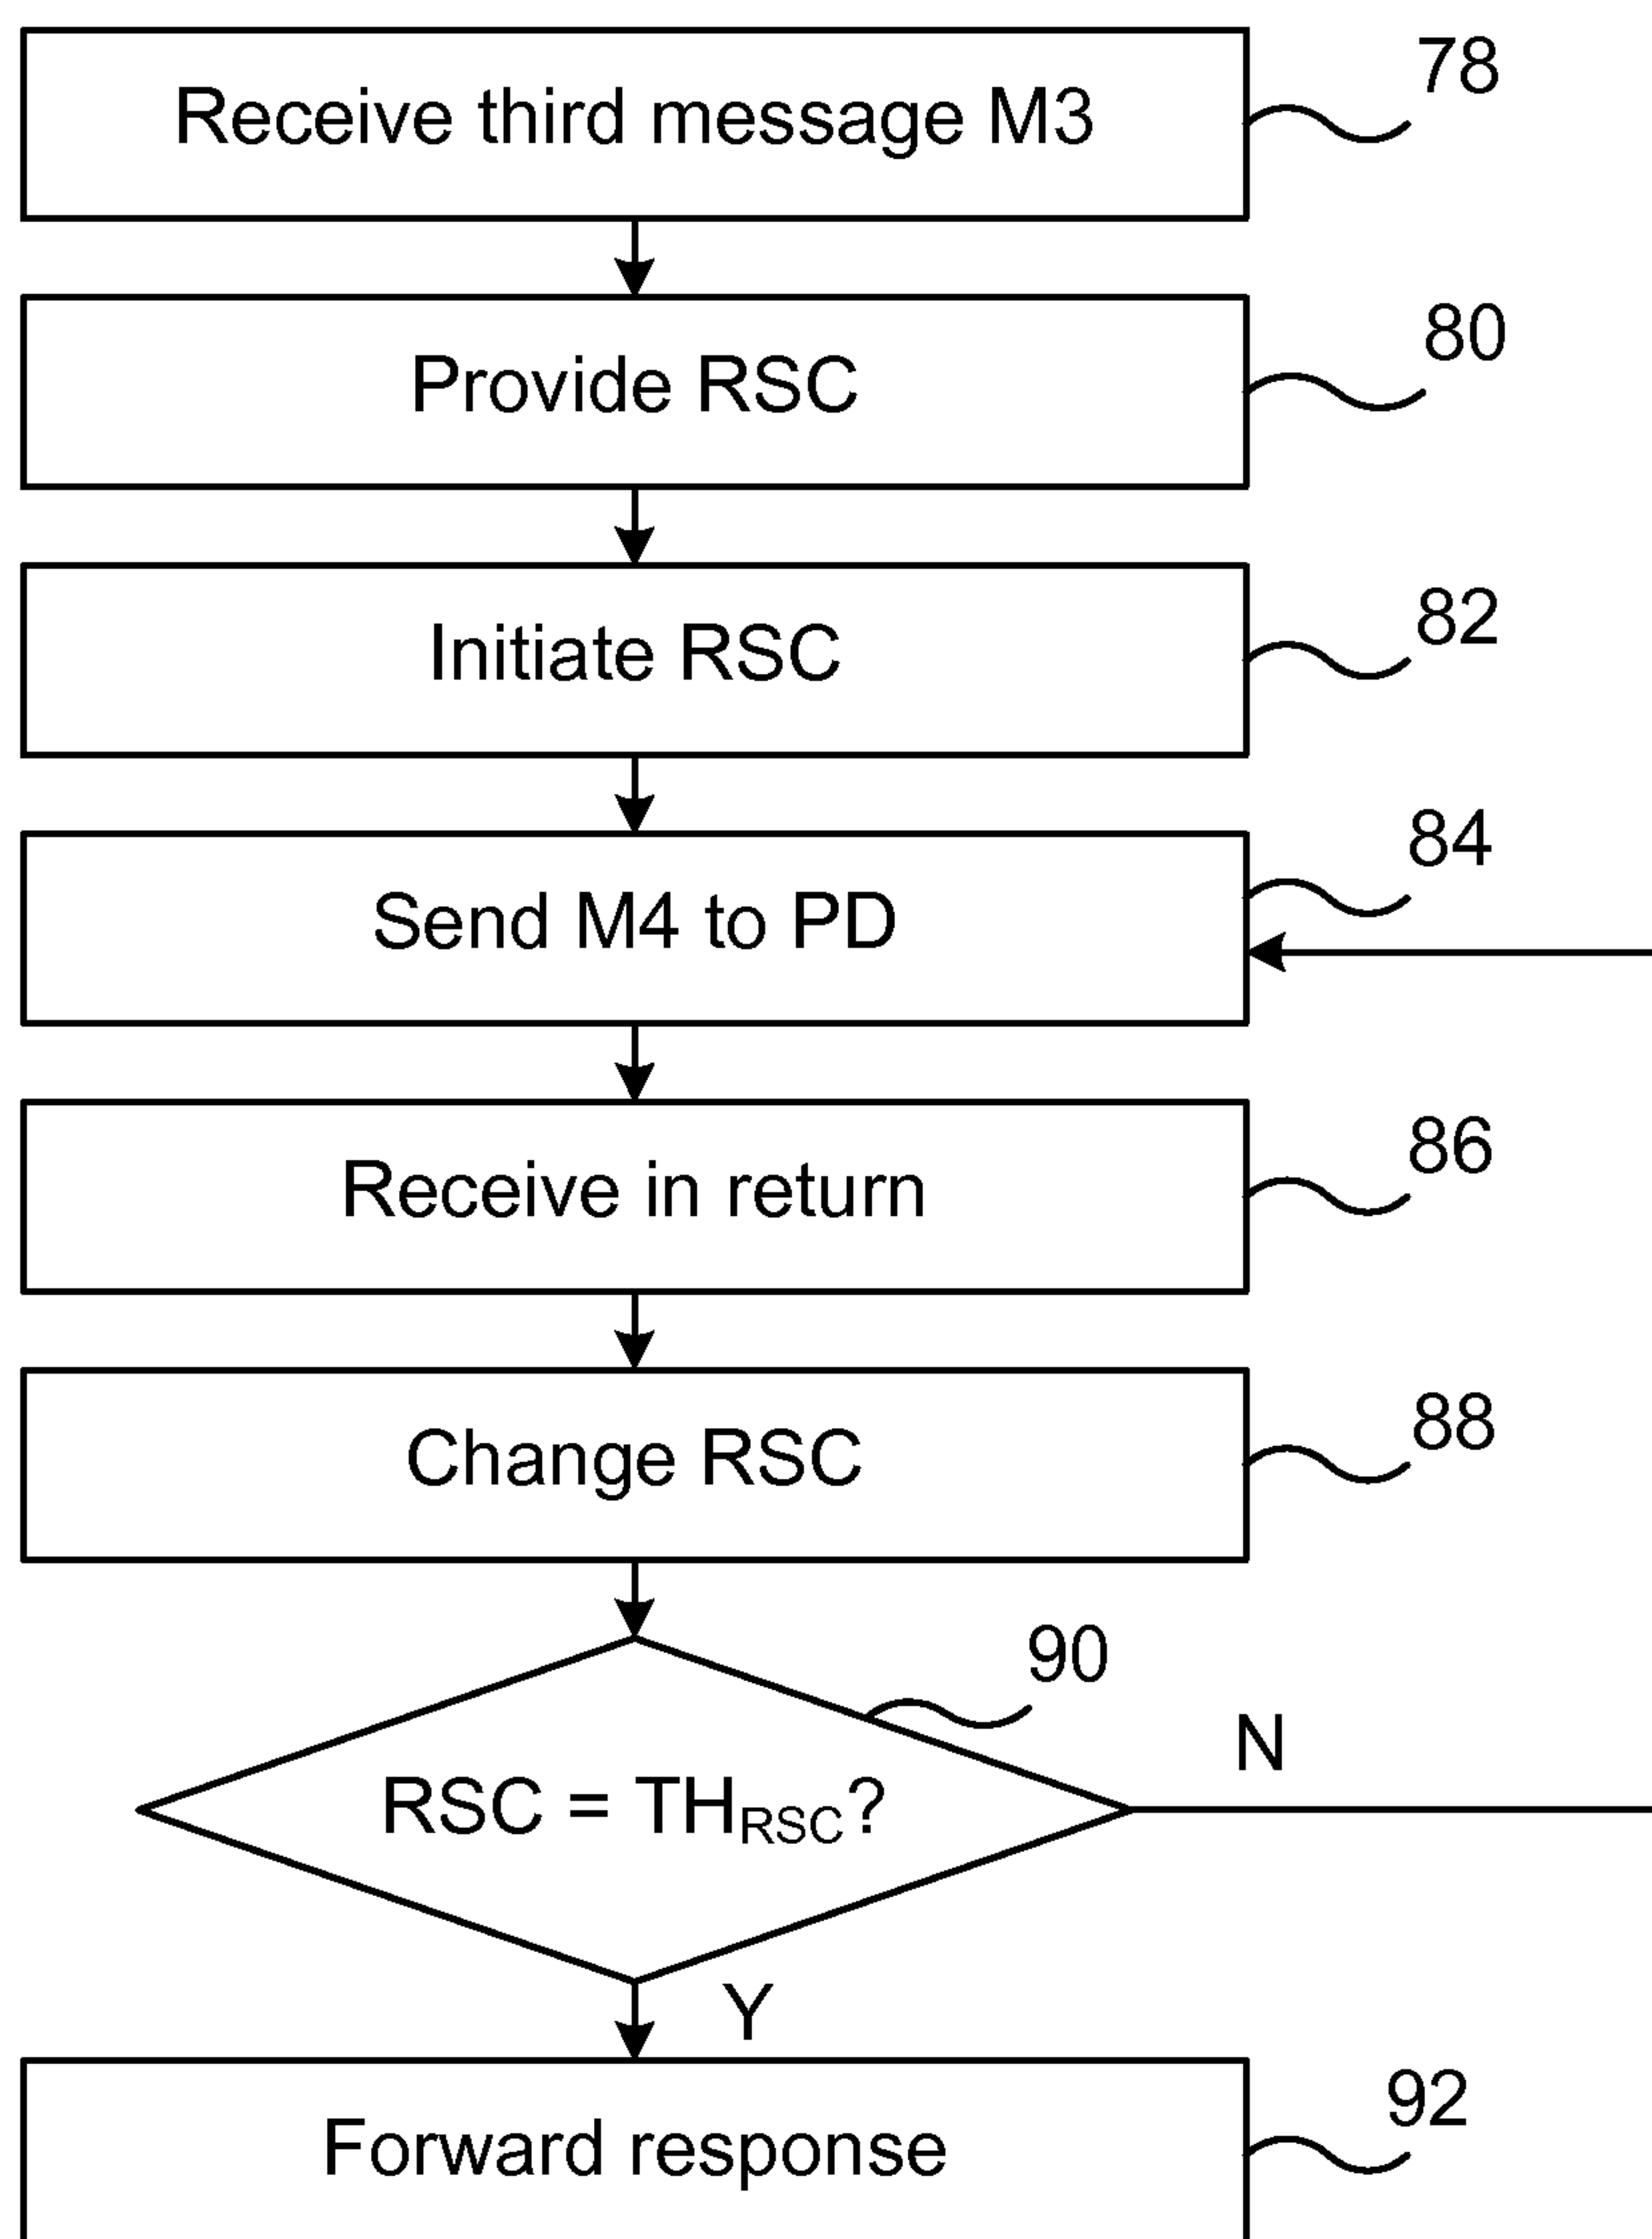 Receive third message M3
78
Provide RSC
80
Initiate RSC
82
Send M4 to PD
84
Receive in return
86
Change RSC
88
90
RSC = THRSC?
N
Y
Forward response
92